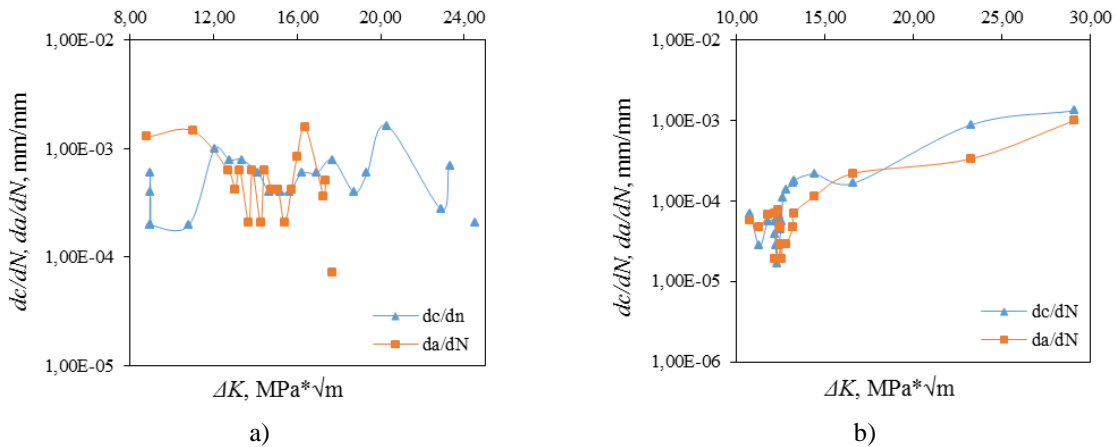 8,00 12,00 16,00 20,00 24,00
1,00E-02
1,00E-03
1,00E-04
1,00E-05
dc/dN, da/dN, mm/mm
dc/dn
da/dN
ΔK, MPa*√m
a)
10,00 15,00 20,00 25,00 30,00
1,00E-02
1,00E-03
1,00E-04
1,00E-05
1,00E-06
dc/dN, da/dN, mm/mm
dc/dN
da/dN
ΔK, MPa*√m
b)